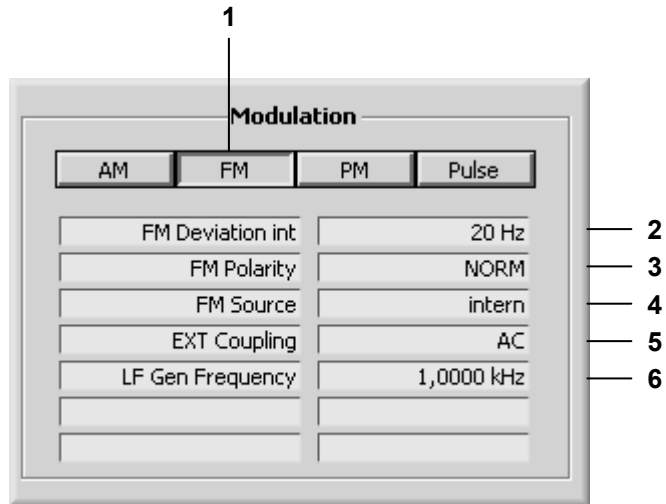 1
Modulation
AM FM PM Pulse
FM Deviation int 20 Hz 2
FM Polarity NORM 3
FM Source intern 4
EXT Coupling AC 5
LF Gen Frequency 1,0000 kHz 6